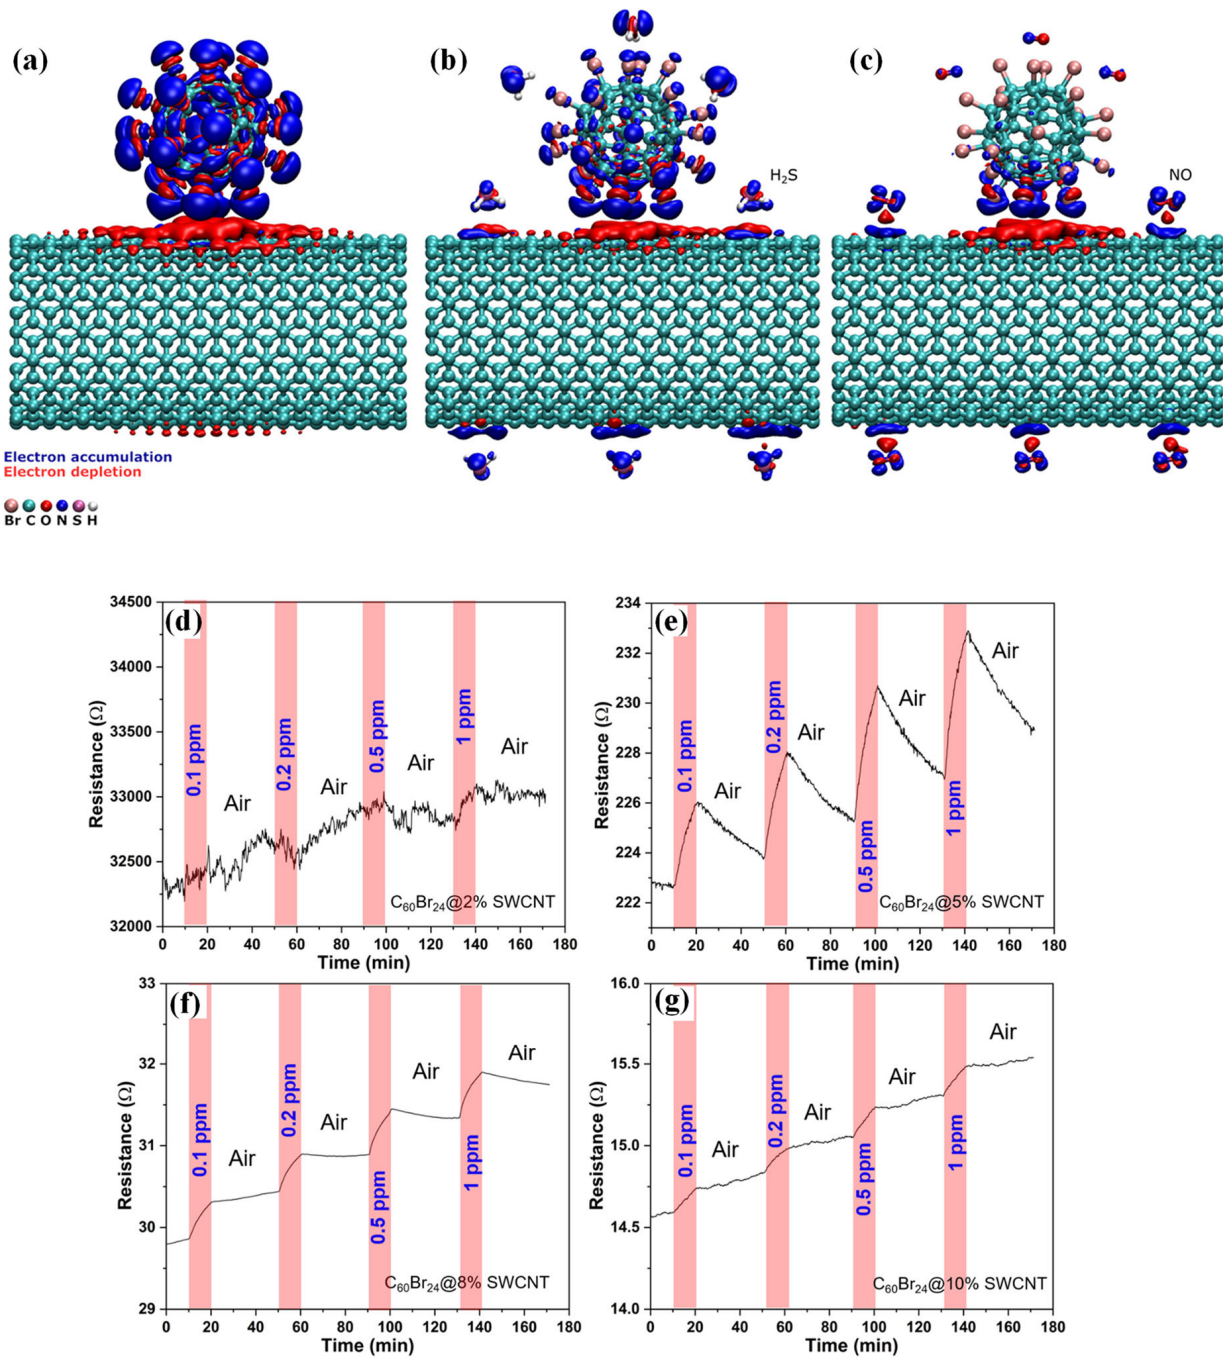 (a)
(b)
(c)
H₂S
NO
Electron accumulation
Electron depletion
Br C O N S H
(d)
34500
34000
33500
33000
32500
32000
Resistance (Ω)
0.1 ppm
Air
0.2 ppm
Air
0.5 ppm
Air
1 ppm
Air
C₆₀Br₂₄@2% SWCNT
0 20 40 60 80 100 120 140 160 180
Time (min)
(e)
234
232
230
228
226
224
222
Resistance (Ω)
0.1 ppm
Air
0.2 ppm
Air
0.5 ppm
Air
1 ppm
Air
C₆₀Br₂₄@5% SWCNT
0 20 40 60 80 100 120 140 160 180
Time (min)
(f)
33
32
31
30
29
Resistance (Ω)
0.1 ppm
Air
0.2 ppm
Air
0.5 ppm
Air
1 ppm
Air
C₆₀Br₂₄@8% SWCNT
0 20 40 60 80 100 120 140 160 180
Time (min)
(g)
16.0
15.5
15.0
14.5
14.0
Resistance (Ω)
0.1 ppm
Air
0.2 ppm
Air
0.5 ppm
Air
1 ppm
Air
C₆₀Br₂₄@10% SWCNT
0 20 40 60 80 100 120 140 160 180
Time (min)